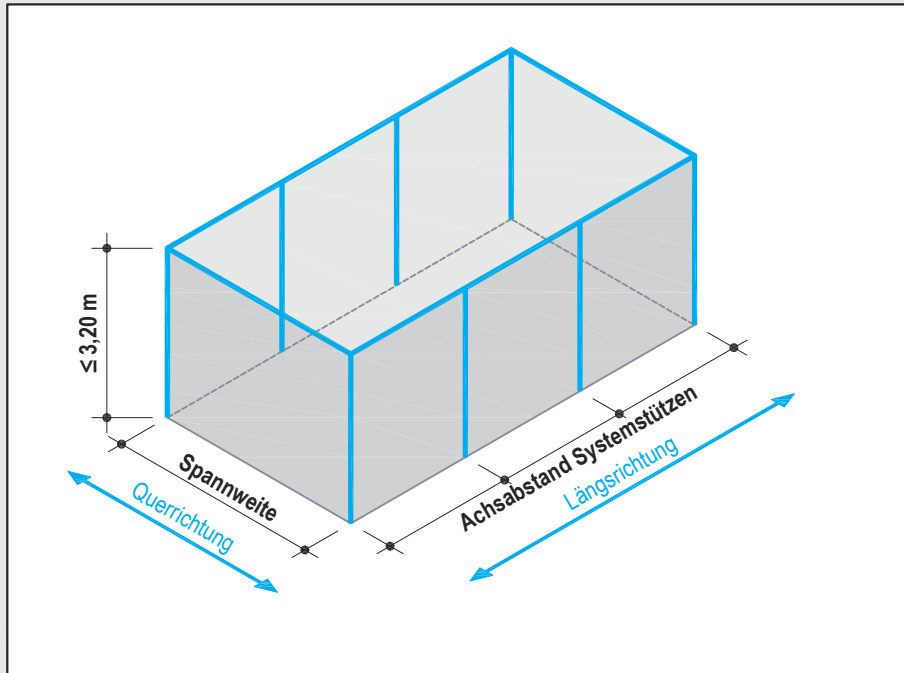 ≤ 3,20 m
Spannweite
Querrichtung
Achsabstand Systemstützen
Längsrichtung